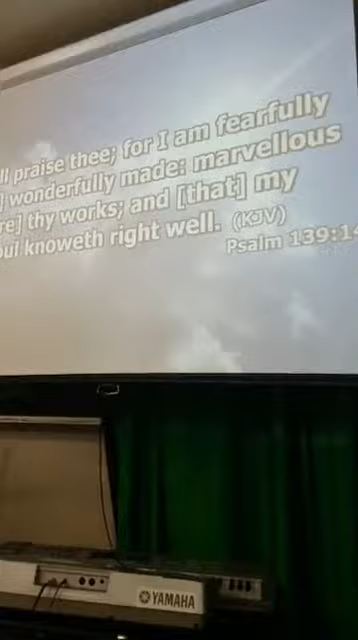 ll praise thee; for I am fearfully
] wonderfully made: marvellous
re] thy works; and [that] my
oul knoweth right well. (KJV)
Psalm 139:14
YAMAHA